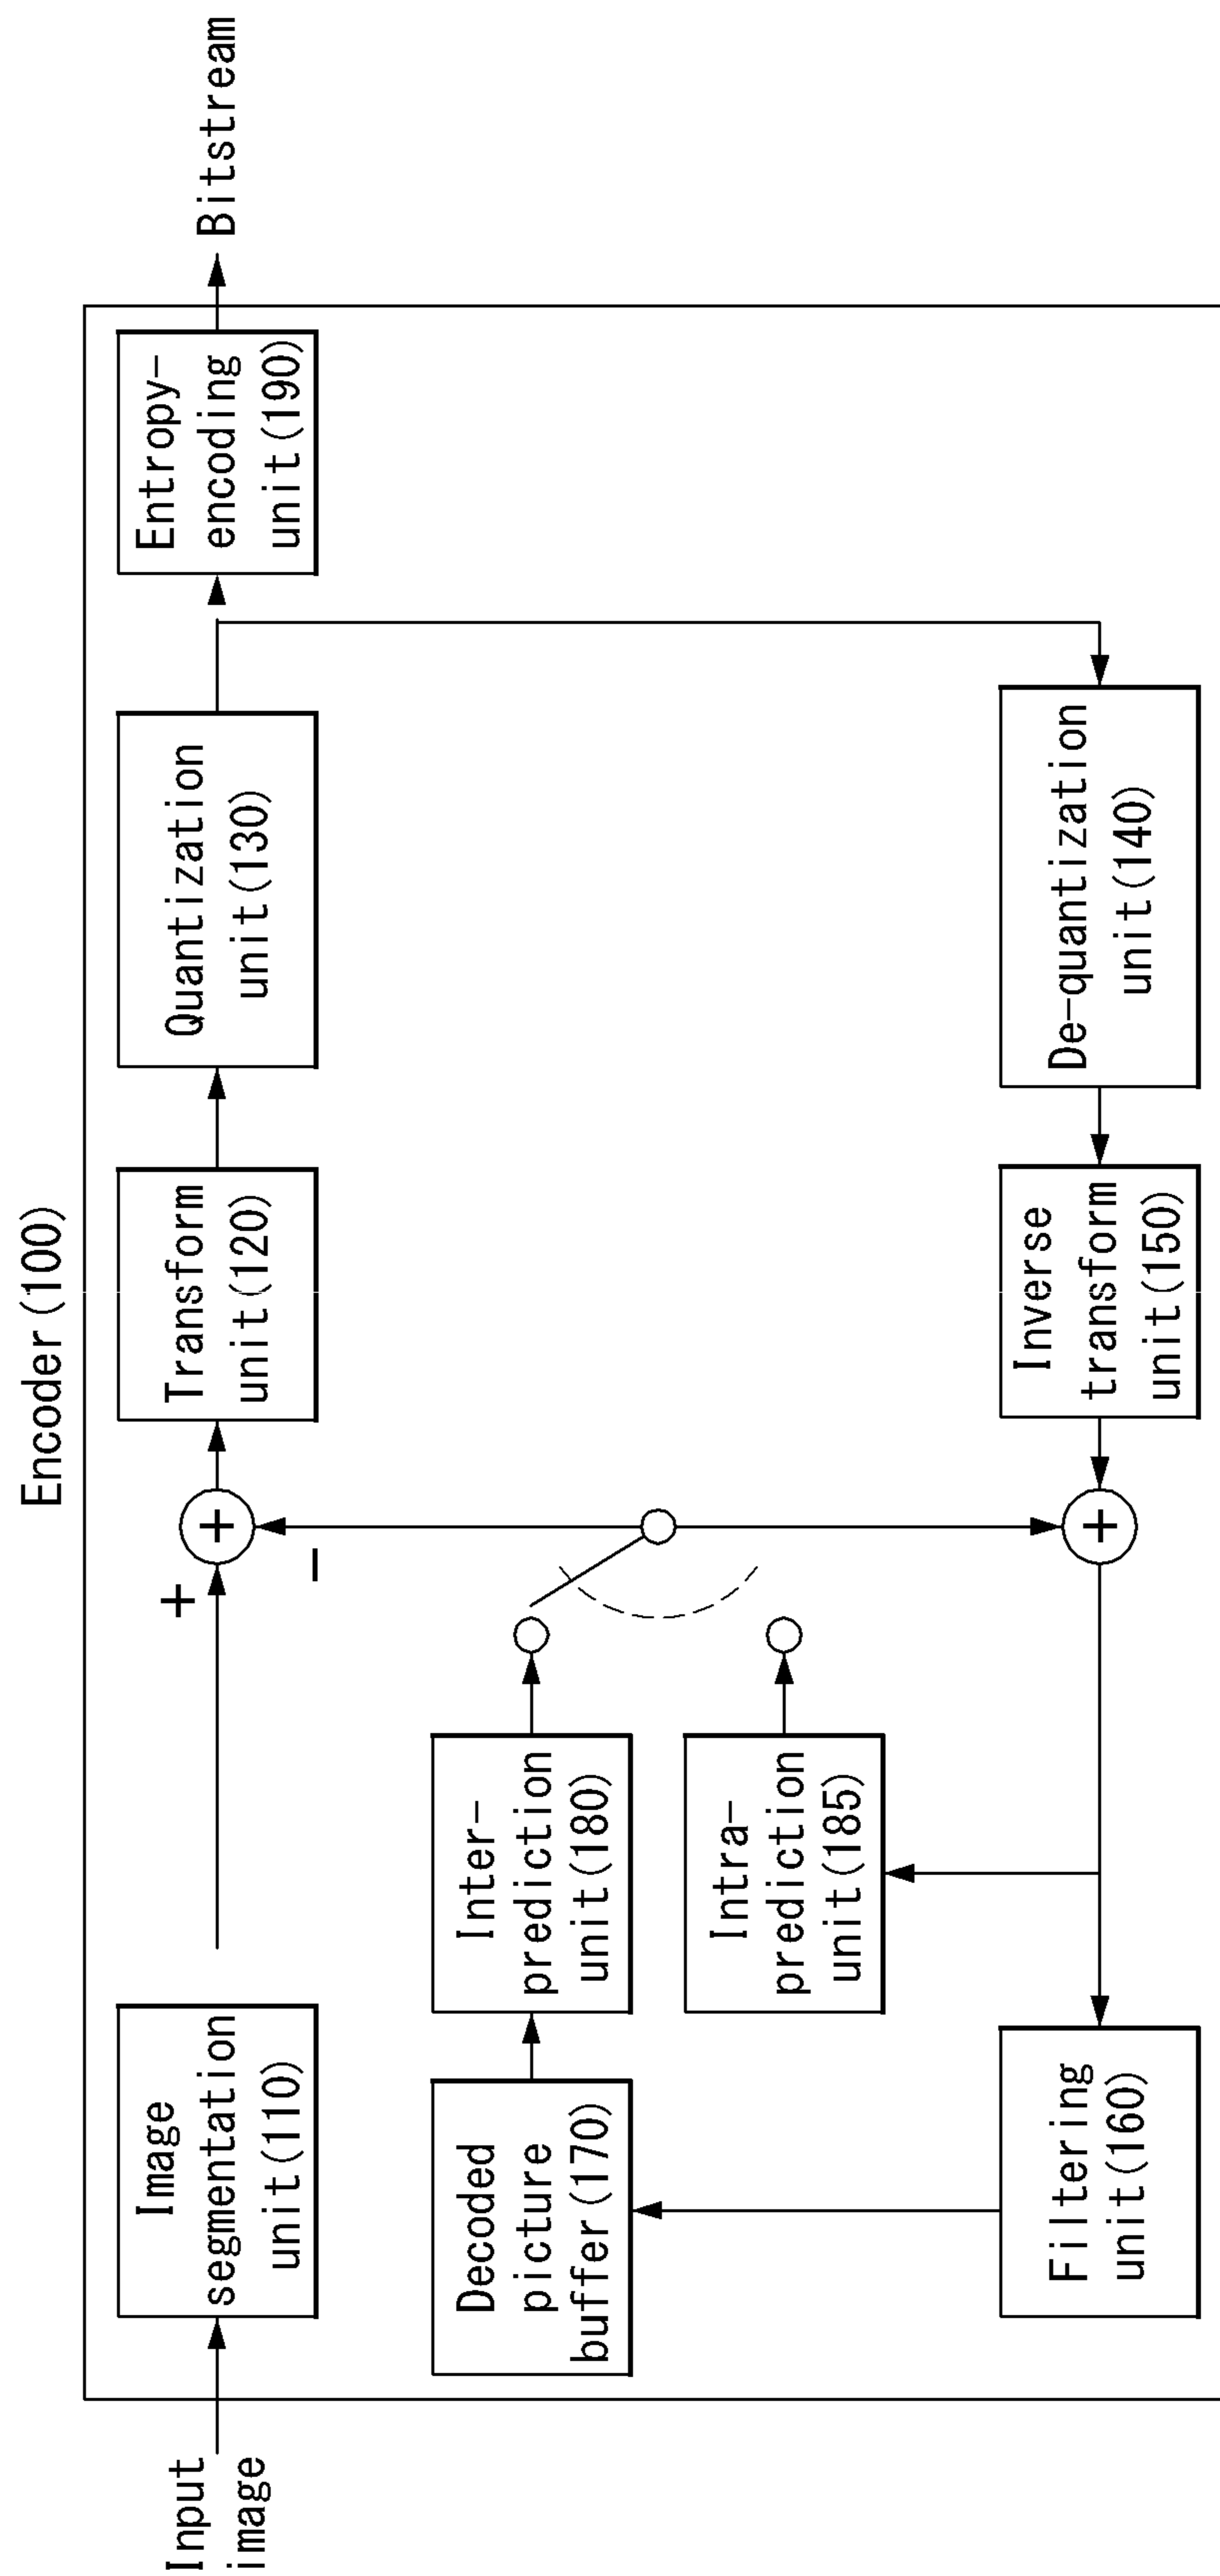 Encoder(100)
Input
image
Image
segmentation
unit(110)
+
−
+
Transform
unit(120)
Quantization
unit(130)
Entropy-
encoding
unit(190)
Bitstream
Decoded
picture
buffer(170)
Inter-
prediction
unit(180)
Intra-
prediction
unit(185)
Filtering
unit(160)
+
Inverse
transform
unit(150)
De-quantization
unit(140)